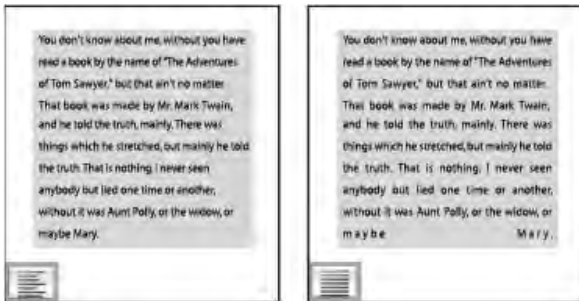 You don't know about me, without you have
read a book by the name of "The Adventures
of Tom Sawyer," but that ain't no matter.
That book was made by Mr. Mark Twain,
and he told the truth, mainly. There was
things which he stretched, but mainly he told
the truth. That is nothing. I never seen
anybody but lied one time or another,
without it was Aunt Polly, or the widow, or
maybe Mary.
You don't know about me, without you have
read a book by the name of "The Adventures
of Tom Sawyer," but that ain't no matter.
That book was made by Mr. Mark Twain,
and he told the truth, mainly. There was
things which he stretched, but mainly he told
the truth. That is nothing. I never seen
anybody but lied one time or another,
without it was Aunt Polly, or the widow, or
maybe Mary.